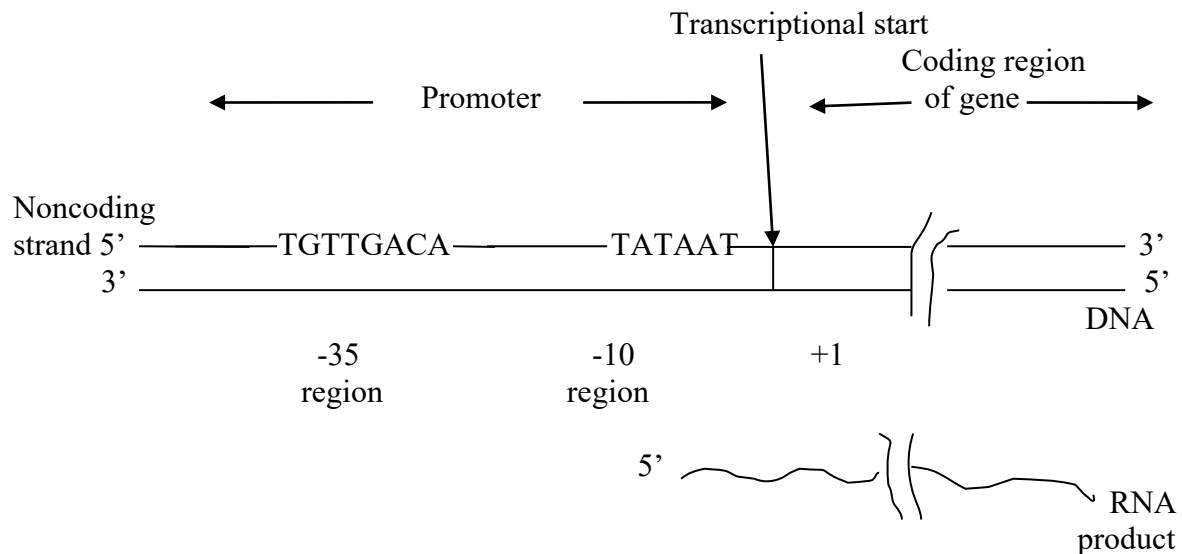 Transcriptional start
Coding region
of gene
Promoter
Noncoding
strand 5’
TGTTGACA
TATAAT
3’
3’
5’
DNA
-35
region
-10
region
+1
5’
RNA
product